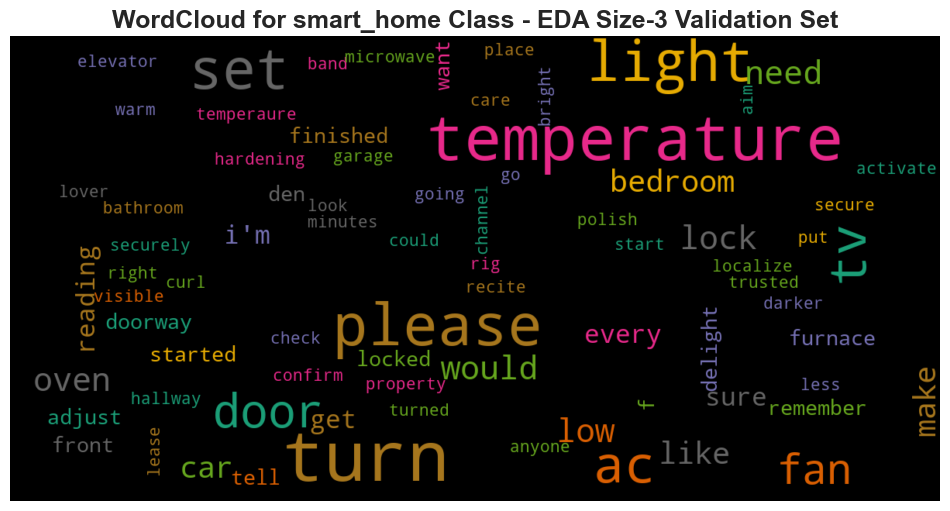 WordCloud for smart_home Class - EDA Size-3 Validation Set
elevator
set
band
microwave
want
place
light
need
warm
temperaure
finished
care
bright
aim
temperature
hardening
garage
activate
lover
bathroom
den
look
minutes
going
go
bedroom
secure
securely
i'm
could
channel
polish
start
lock
put
tv
reading
right
curl
visible
rig
recite
localize
trusted
darker
doorway
check
please
every
delight
furnace
started
locked
would
oven
confirm
property
less
hallway
sure
remember
make
adjust
door
get
turned
f
front
lease
car
tell
turn
anyone
low
ac
like
fan